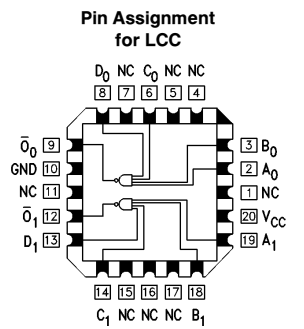 Pin Assignment
for LCC
D0 NC C0 NC NC
8 7 6 5 4
O̅0 9 3 B0
GND 10 2 A0
NC 11 1 NC
O̅1 12 20 VCC
D1 13 19 A1
14 15 16 17 18
C1 NC NC NC B1